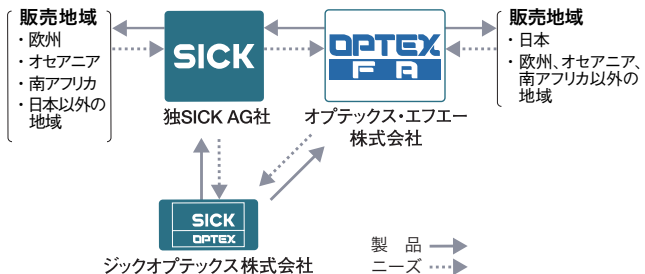 販売地域
・欧州
・オセアニア
・南アフリカ
・日本以外の
地域
SICK
独SICK AG社
OPTEX
FA
オプテックス・エフエー
株式会社
販売地域
・日本
・欧州、オセアニア、
南アフリカ以外の
地域
SICK
OPTEX
ジックオプテックス株式会社
製　品
ニーズ